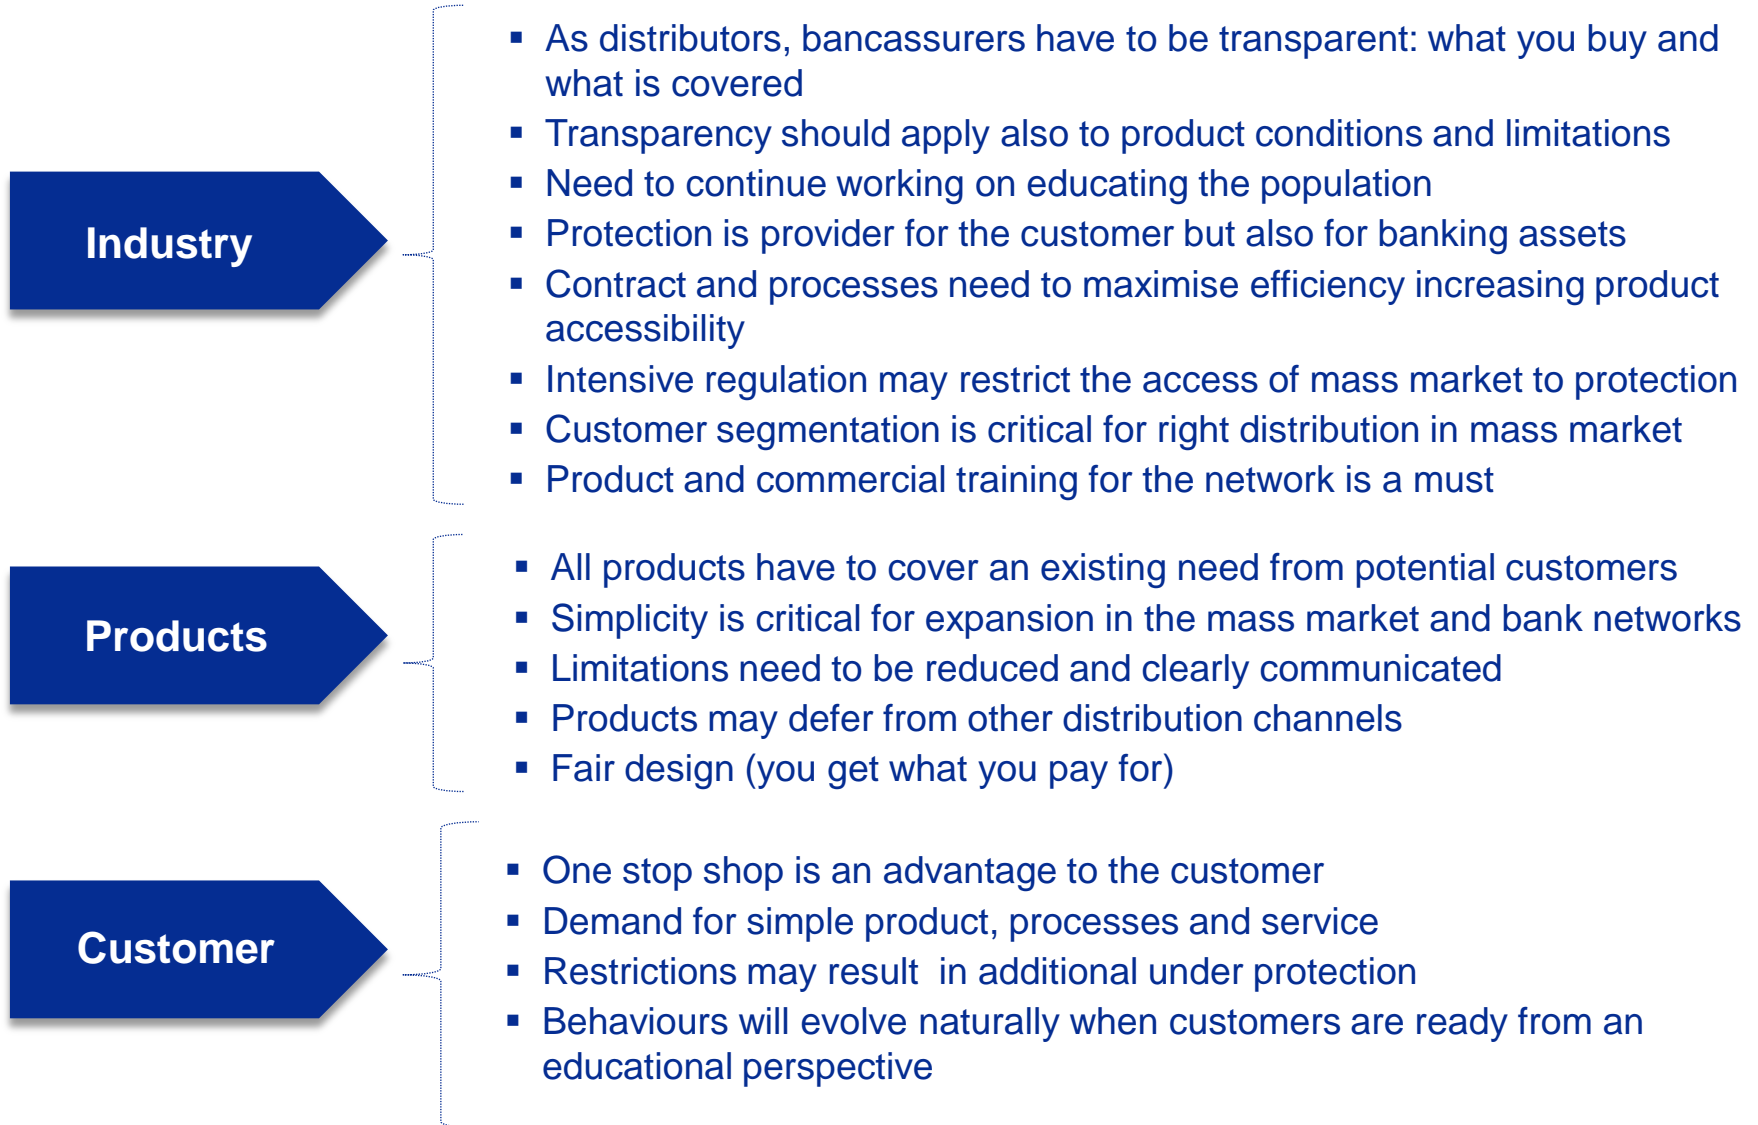 Industry
▪ As distributors, bancassurers have to be transparent: what you buy and
what is covered
▪ Transparency should apply also to product conditions and limitations
▪ Need to continue working on educating the population
▪ Protection is provider for the customer but also for banking assets
▪ Contract and processes need to maximise efficiency increasing product
accessibility
▪ Intensive regulation may restrict the access of mass market to protection
▪ Customer segmentation is critical for right distribution in mass market
▪ Product and commercial training for the network is a must
Products
▪ All products have to cover an existing need from potential customers
▪ Simplicity is critical for expansion in the mass market and bank networks
▪ Limitations need to be reduced and clearly communicated
▪ Products may defer from other distribution channels
▪ Fair design (you get what you pay for)
Customer
▪ One stop shop is an advantage to the customer
▪ Demand for simple product, processes and service
▪ Restrictions may result  in additional under protection
▪ Behaviours will evolve naturally when customers are ready from an
educational perspective